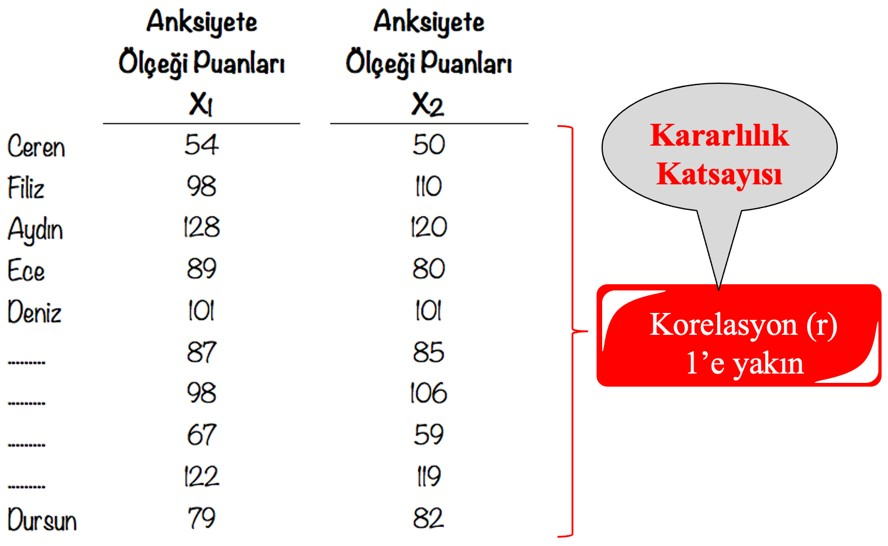 Anksiyete Anksiyete
Ölçeği Puanları Ölçeği Puanları
X1 X2
Ceren 54 50
Filiz 98 110
Aydın 128 120
Ece 89 80
Deniz 101 101
......... 87 85
......... 98 106
......... 67 59
......... 122 119
Dursun 79 82
Kararlılık
Katsayısı
Korelasyon (r)
1’e yakın